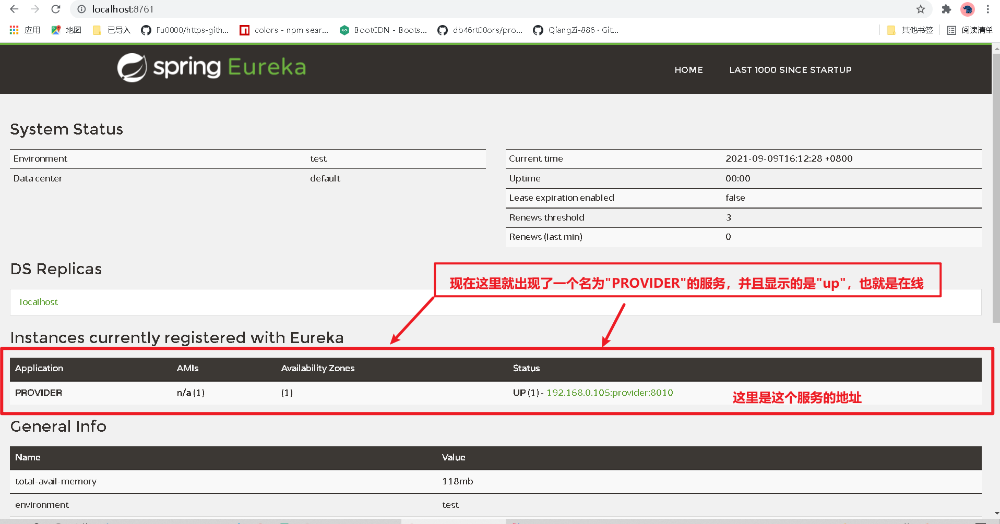 localhost:8761
应用 地图 已导入 Fu0000/https-gith... colors - npm sear... BootCDN - Boots... db46rt00ors/pro... QiangZi-886 · Git... 其他书签 阅读清单
spring Eureka HOME LAST 1000 SINCE STARTUP
System Status
Environment test
Data center default
Current time 2021-09-09T16:12:28 +0800
Uptime 00:00
Lease expiration enabled false
Renews threshold 3
Renews (last min) 0
DS Replicas
现在这里就出现了一个名为"PROVIDER"的服务，并且显示的是"up"，也就是在线
localhost
Instances currently registered with Eureka
Application AMIs Availability Zones Status
PROVIDER n/a (1) (1) UP (1) - 192.168.0.105:provider:8010
这里是这个服务的地址
General Info
Name Value
total-avail-memory 118mb
environment test